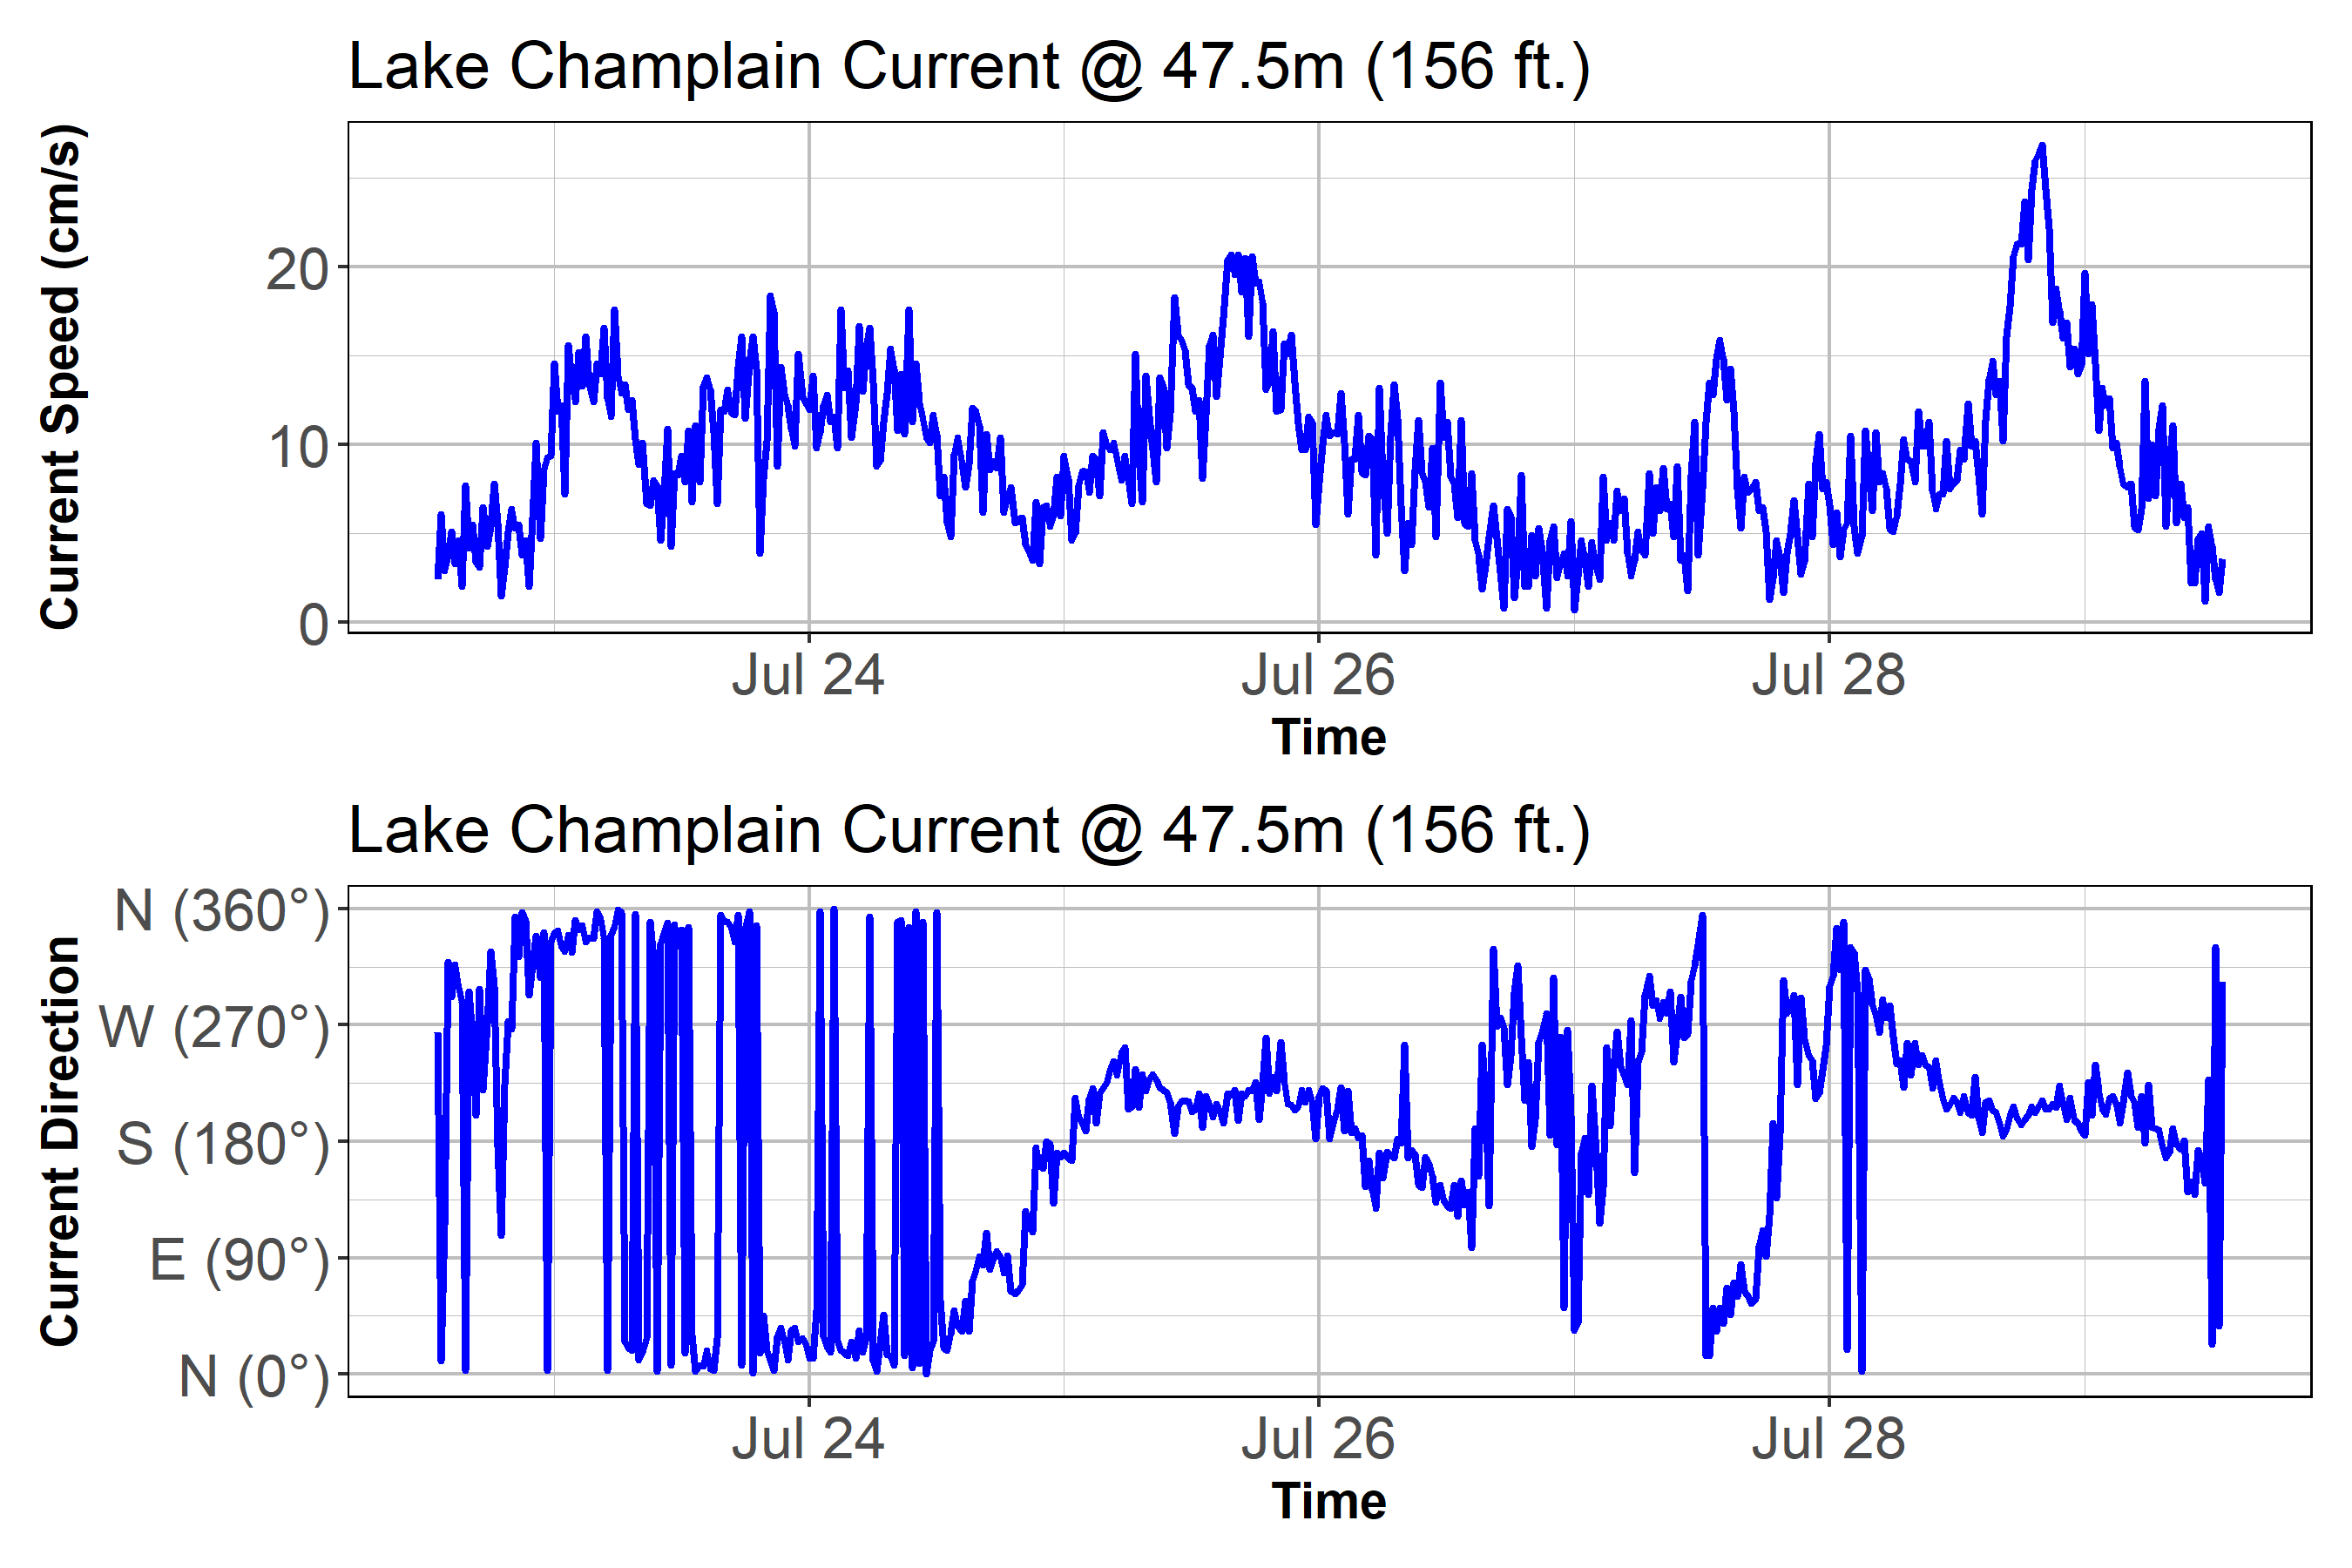 Lake Champlain Current @ 47.5m (156 ft.)
Current Speed (cm/s)
20
10
0
Jul 24 Jul 26 Jul 28
Time
Lake Champlain Current @ 47.5m (156 ft.)
Current Direction
N (360°)
W (270°)
S (180°)
E (90°)
N (0°)
Jul 24 Jul 26 Jul 28
Time